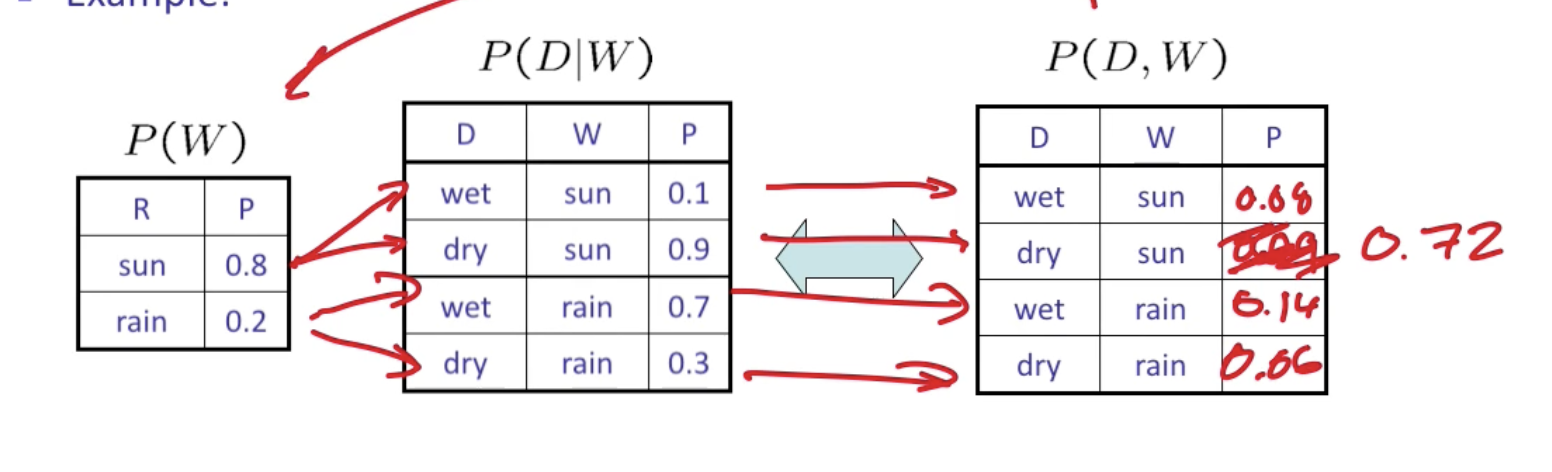 Example:
P(W)
R P
sun 0.8
rain 0.2
P(D|W)
D W P
wet sun 0.1
dry sun 0.9
wet rain 0.7
dry rain 0.3
P(D, W)
D W P
wet sun 0.08
dry sun 0.72
wet rain 0.14
dry rain 0.06